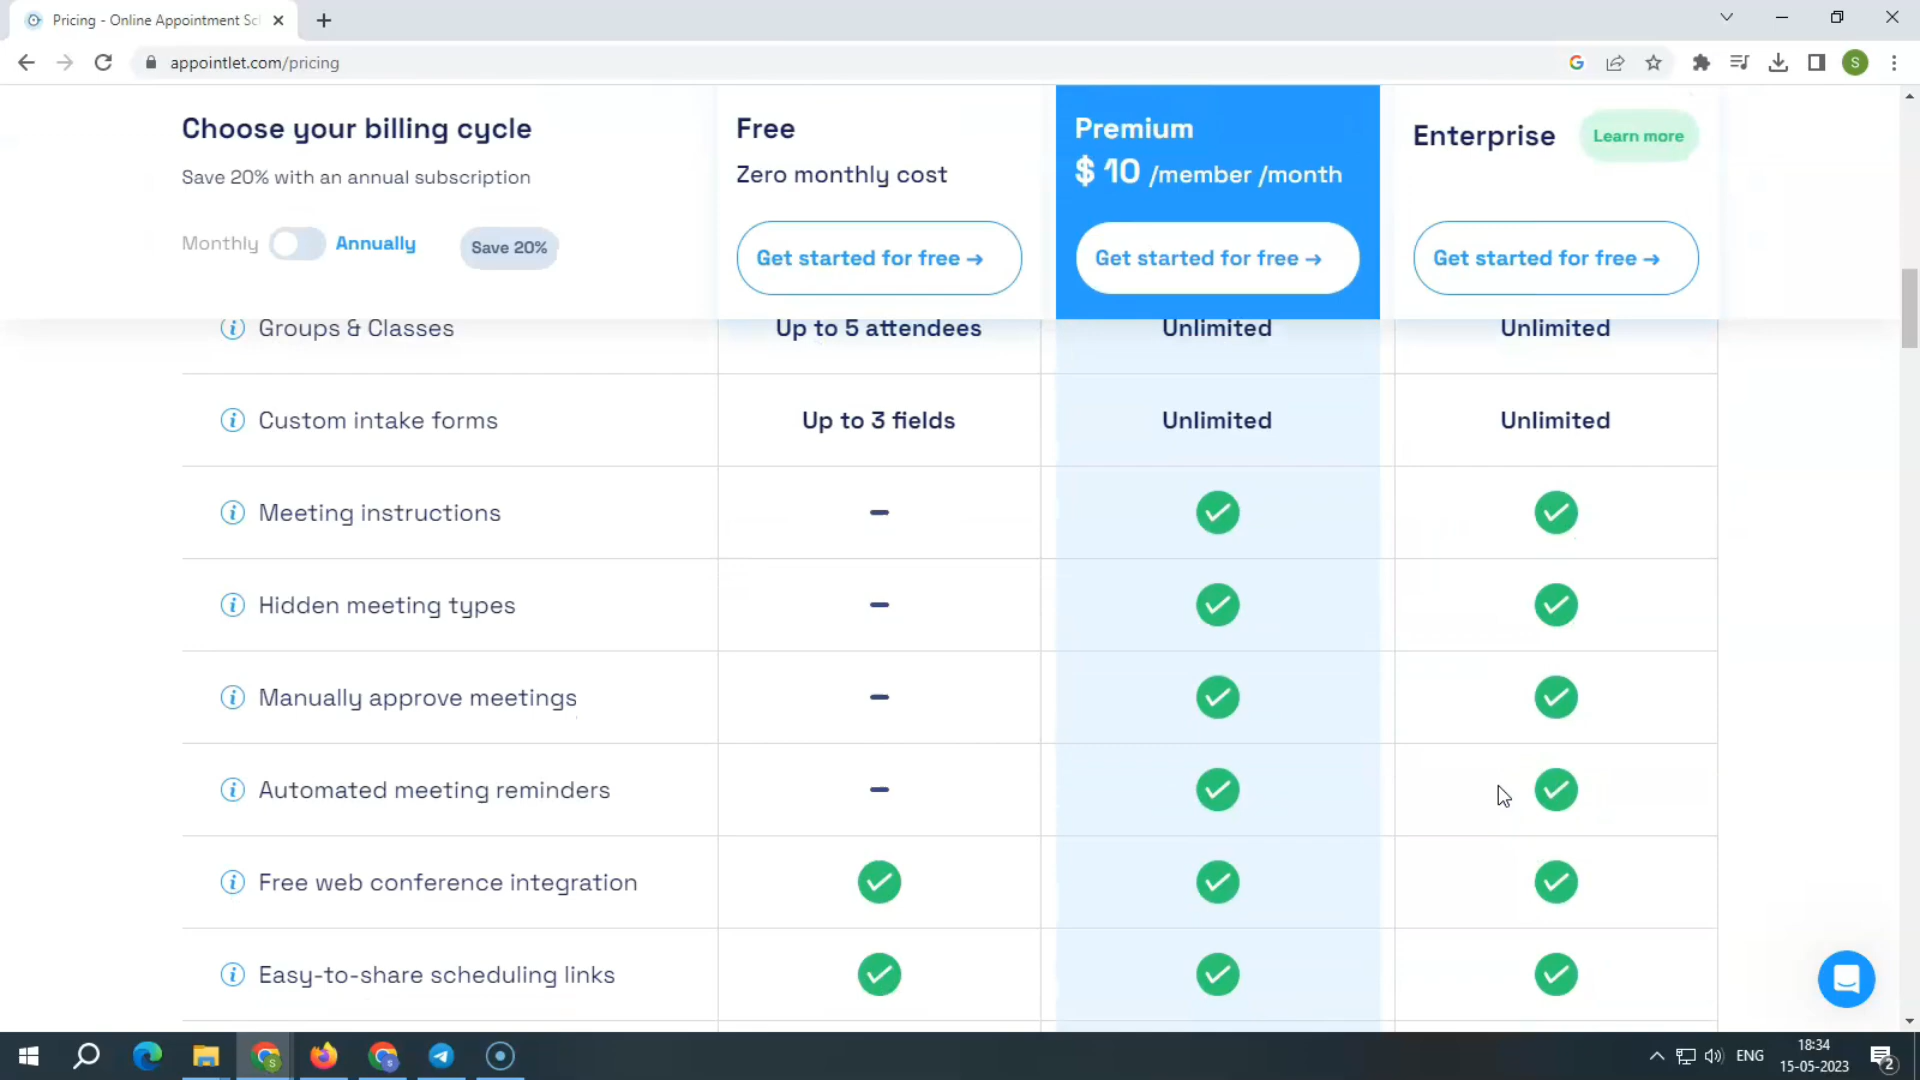 Pricing - Online Appointment Sc
appointlet.com/pricing
S
Choose your billing cycle
Save 20% with an annual subscription
Monthly Annually Save 20%
Free
Zero monthly cost
Get started for free →
Premium
$ 10 /member /month
Get started for free →
Enterprise Learn more
Get started for free →
Groups & Classes Up to 5 attendees Unlimited Unlimited
Custom intake forms Up to 3 fields Unlimited Unlimited
Meeting instructions
Hidden meeting types
Manually approve meetings
Automated meeting reminders
Free web conference integration
Easy-to-share scheduling links
ENG
18:34
15-05-2023
2